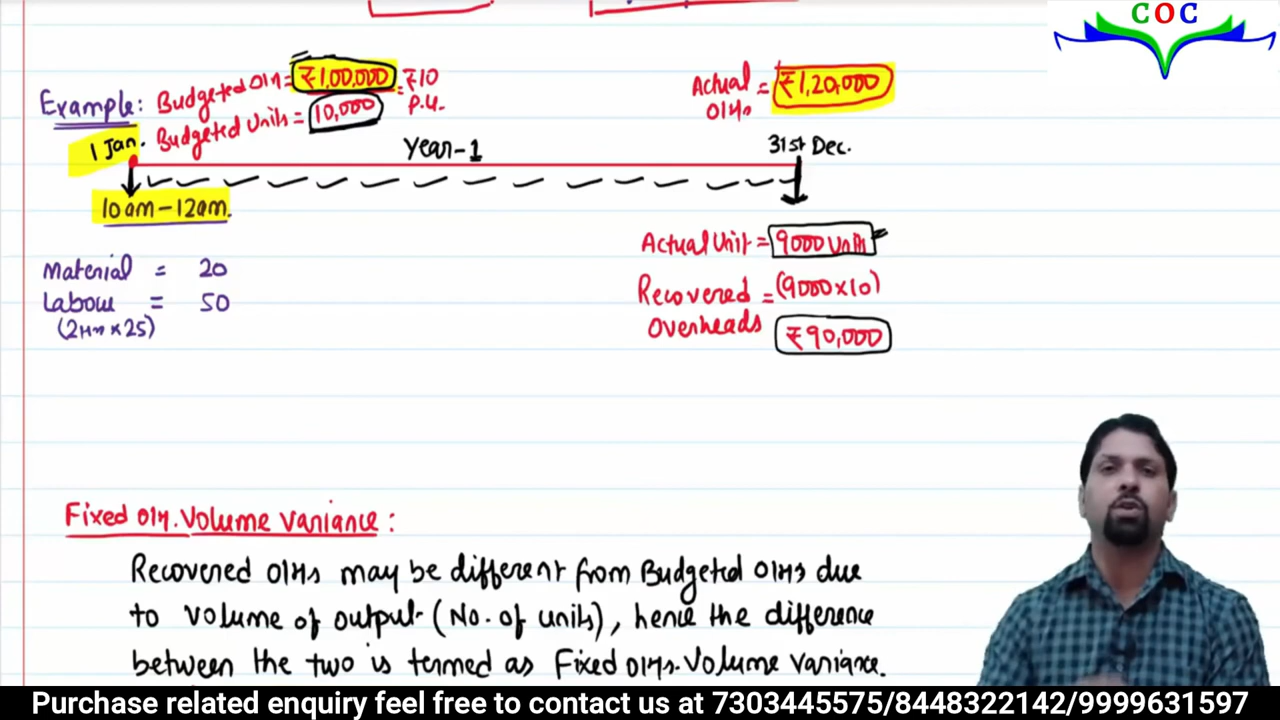 COC
Example: Budgeted O/H = ₹1,00,000 = ₹10 P.U.
Budgeted Units = 10,000
Actual O/Hs = ₹1,20,000
1 Jan. Year-1 31st Dec.
10am-12am.
Actual Unit = 9000 Units
Material = 20
Recovered Overheads = (9000×10)
Labour = 50
(2Hrs×25)
₹90,000
Fixed O/H. Volume Variance:
Recovered O/Hs may be different from Budgeted O/Hs due
to volume of output (No. of units), hence the difference
between the two is termed as Fixed O/Hs. Volume Variance.
Purchase related enquiry feel free to contact us at 7303445575/8448322142/9999631597